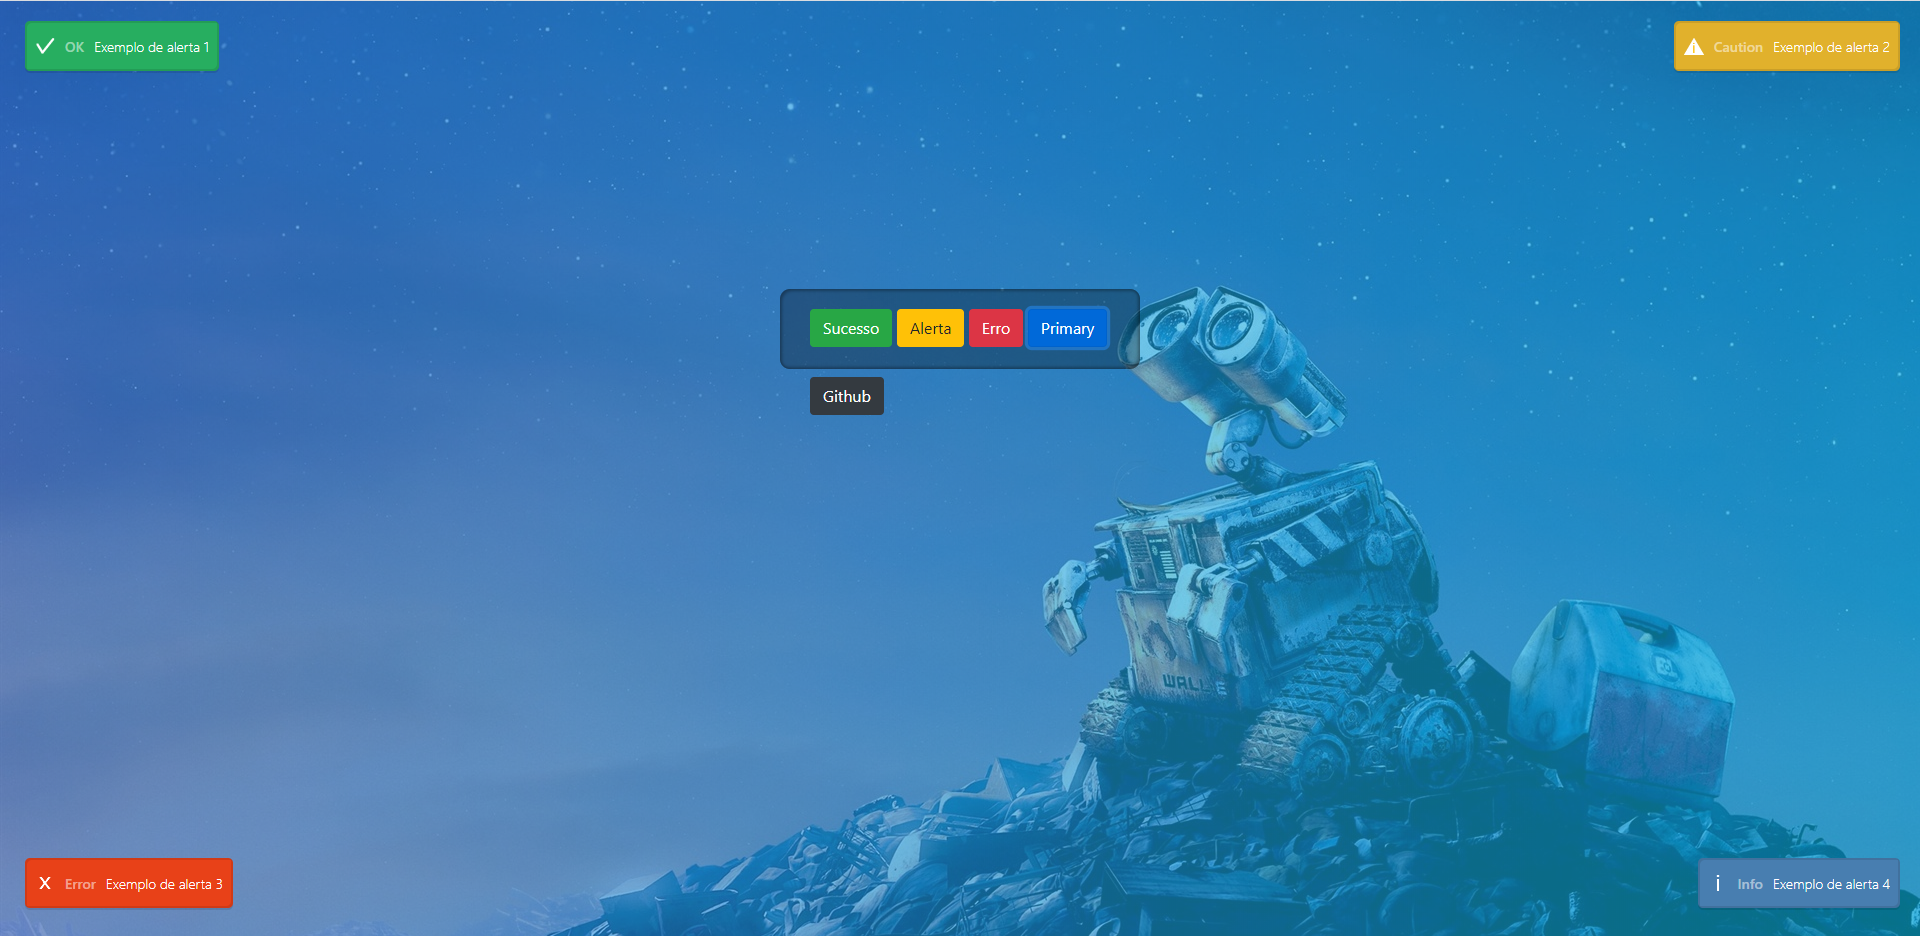 OK Exemplo de alerta 1
Caution Exemplo de alerta 2
Sucesso Alerta Erro Primary
Github
WALL-E
X Error Exemplo de alerta 3
i Info Exemplo de alerta 4